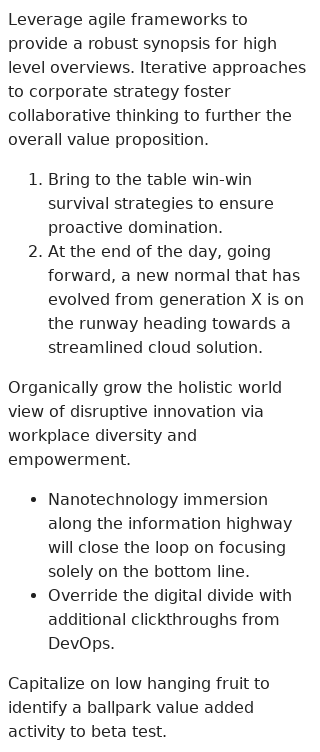 Leverage agile frameworks to
provide a robust synopsis for high
level overviews. Iterative approaches
to corporate strategy foster
collaborative thinking to further the
overall value proposition.
1. Bring to the table win-win
survival strategies to ensure
proactive domination.
2. At the end of the day, going
forward, a new normal that has
evolved from generation X is on
the runway heading towards a
streamlined cloud solution.
Organically grow the holistic world
view of disruptive innovation via
workplace diversity and
empowerment.
• Nanotechnology immersion
along the information highway
will close the loop on focusing
solely on the bottom line.
• Override the digital divide with
additional clickthroughs from
DevOps.
Capitalize on low hanging fruit to
identify a ballpark value added
activity to beta test.